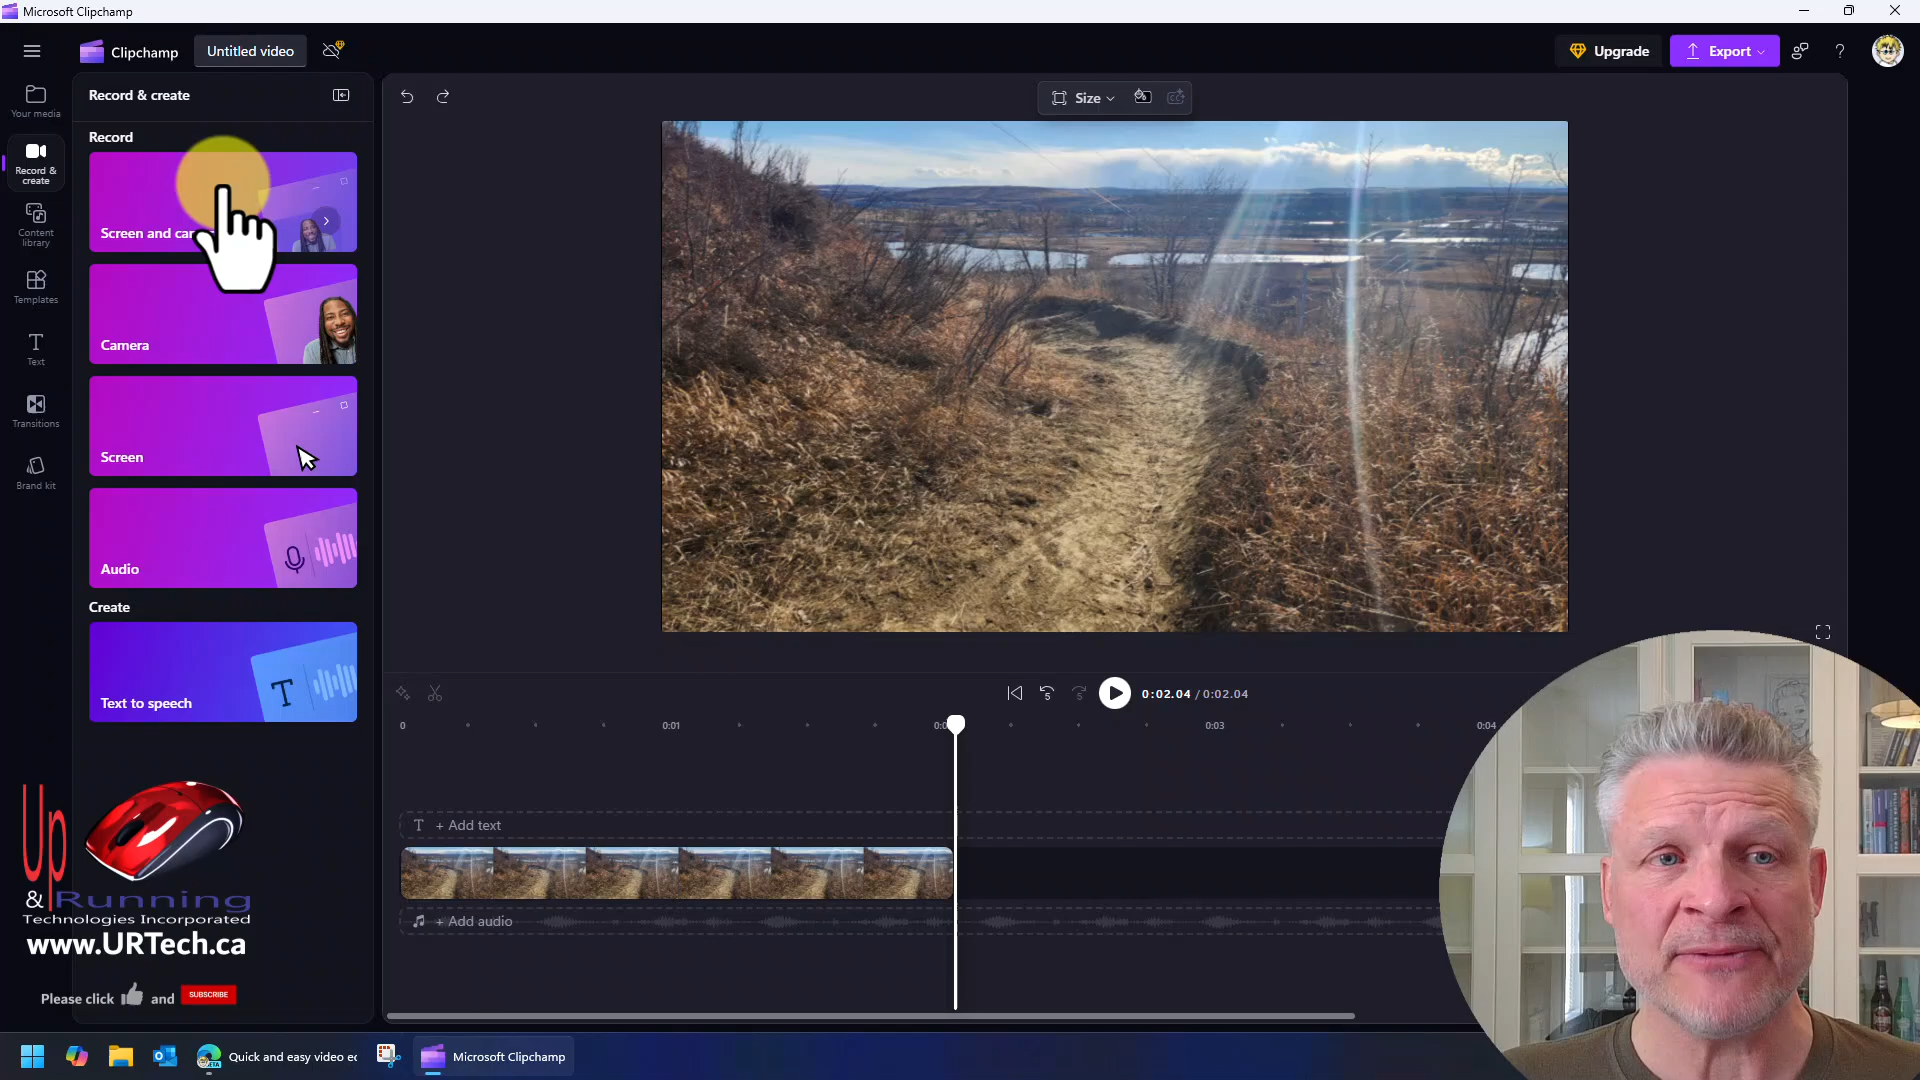 Microsoft Clipchamp
Clipchamp
Untitled video
Upgrade
Export
?
Your media
Record &
create
Content
library
Templates
Text
Transitions
Brand kit
Record & create
Record
Screen and
Camera
Screen
Audio
Create
T
Text to speech
Size
0:02.04 / 0:02.04
0
0:01
0:03
0:04
T + Add text
+ Add audio
Up
& Running
Technologies Incorporated
www.URTech.ca
Please click and SUBSCRIBE
Quick and easy video
Microsoft Clipchamp